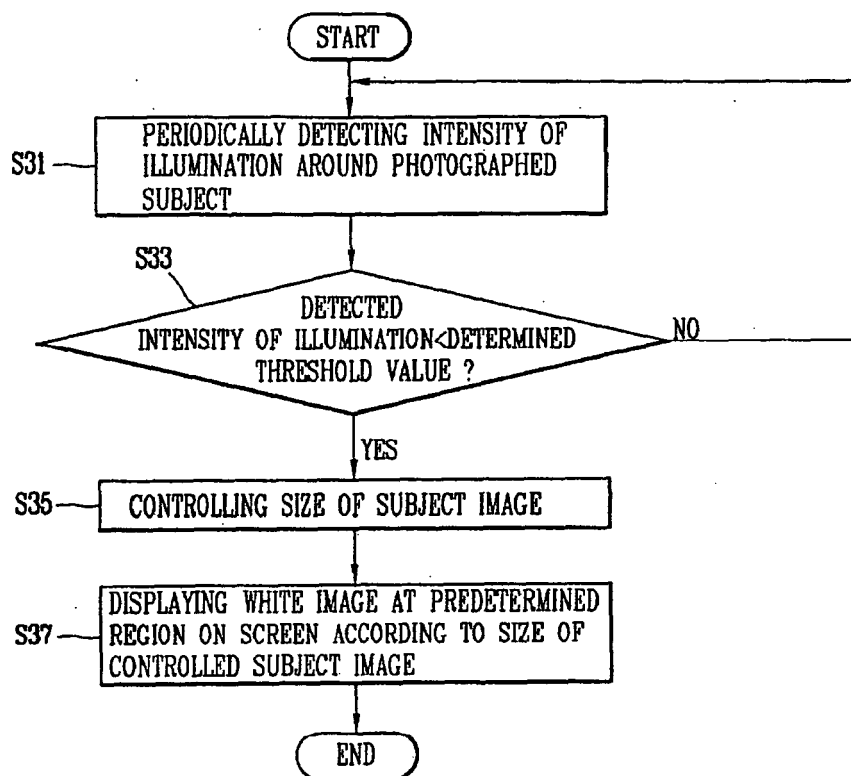 START
S31
PERIODICALLY DETECTING INTENSITY OF
ILLUMINATION AROUND PHOTOGRAPHED
SUBJECT
S33
DETECTED
INTENSITY OF ILLUMINATION<DETERMINED
THRESHOLD VALUE ?
NO
YES
S35
CONTROLLING SIZE OF SUBJECT IMAGE
S37
DISPLAYING WHITE IMAGE AT PREDETERMINED
REGION ON SCREEN ACCORDING TO SIZE OF
CONTROLLED SUBJECT IMAGE
END